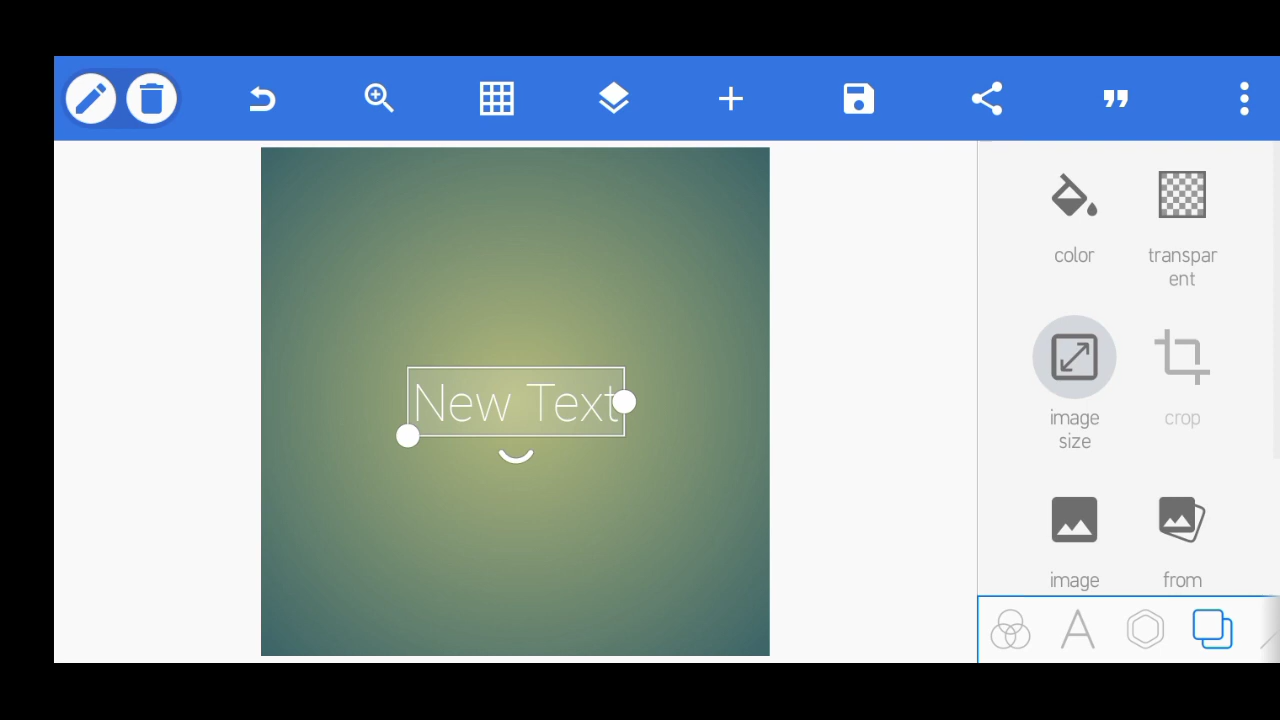 color
transpar
ent
New Text
image
size
crop
image
from